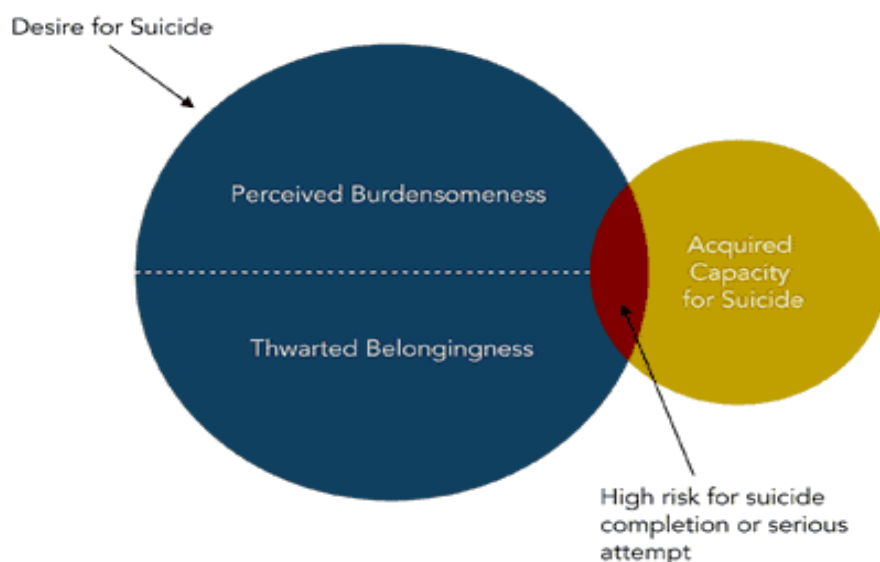 Desire for Suicide
Perceived Burdensomeness
Thwarted Belongingness
Acquired
Capacity
for Suicide
High risk for suicide
completion or serious
attempt